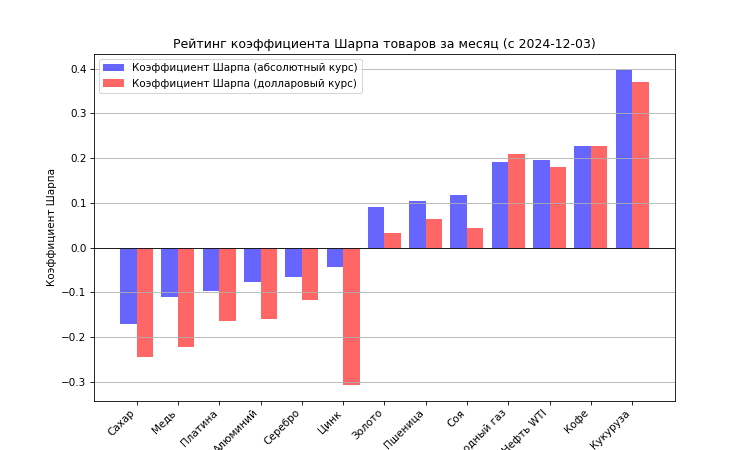 Рейтинг коэффициента Шарпа товаров за месяц (с 2024-12-03)
Коэффициент Шарпа (абсолютный курс)
Коэффициент Шарпа (долларовый курс)
Коэффициент Шарпа
0.4
0.3
0.2
0.1
0.0
−0.1
−0.2
−0.3
Сахар
Медь
Платина
Алюминий
Серебро
Цинк
Золото
Пшеница
Соя
одный газ
Нефть WTI
Кофе
Кукуруза